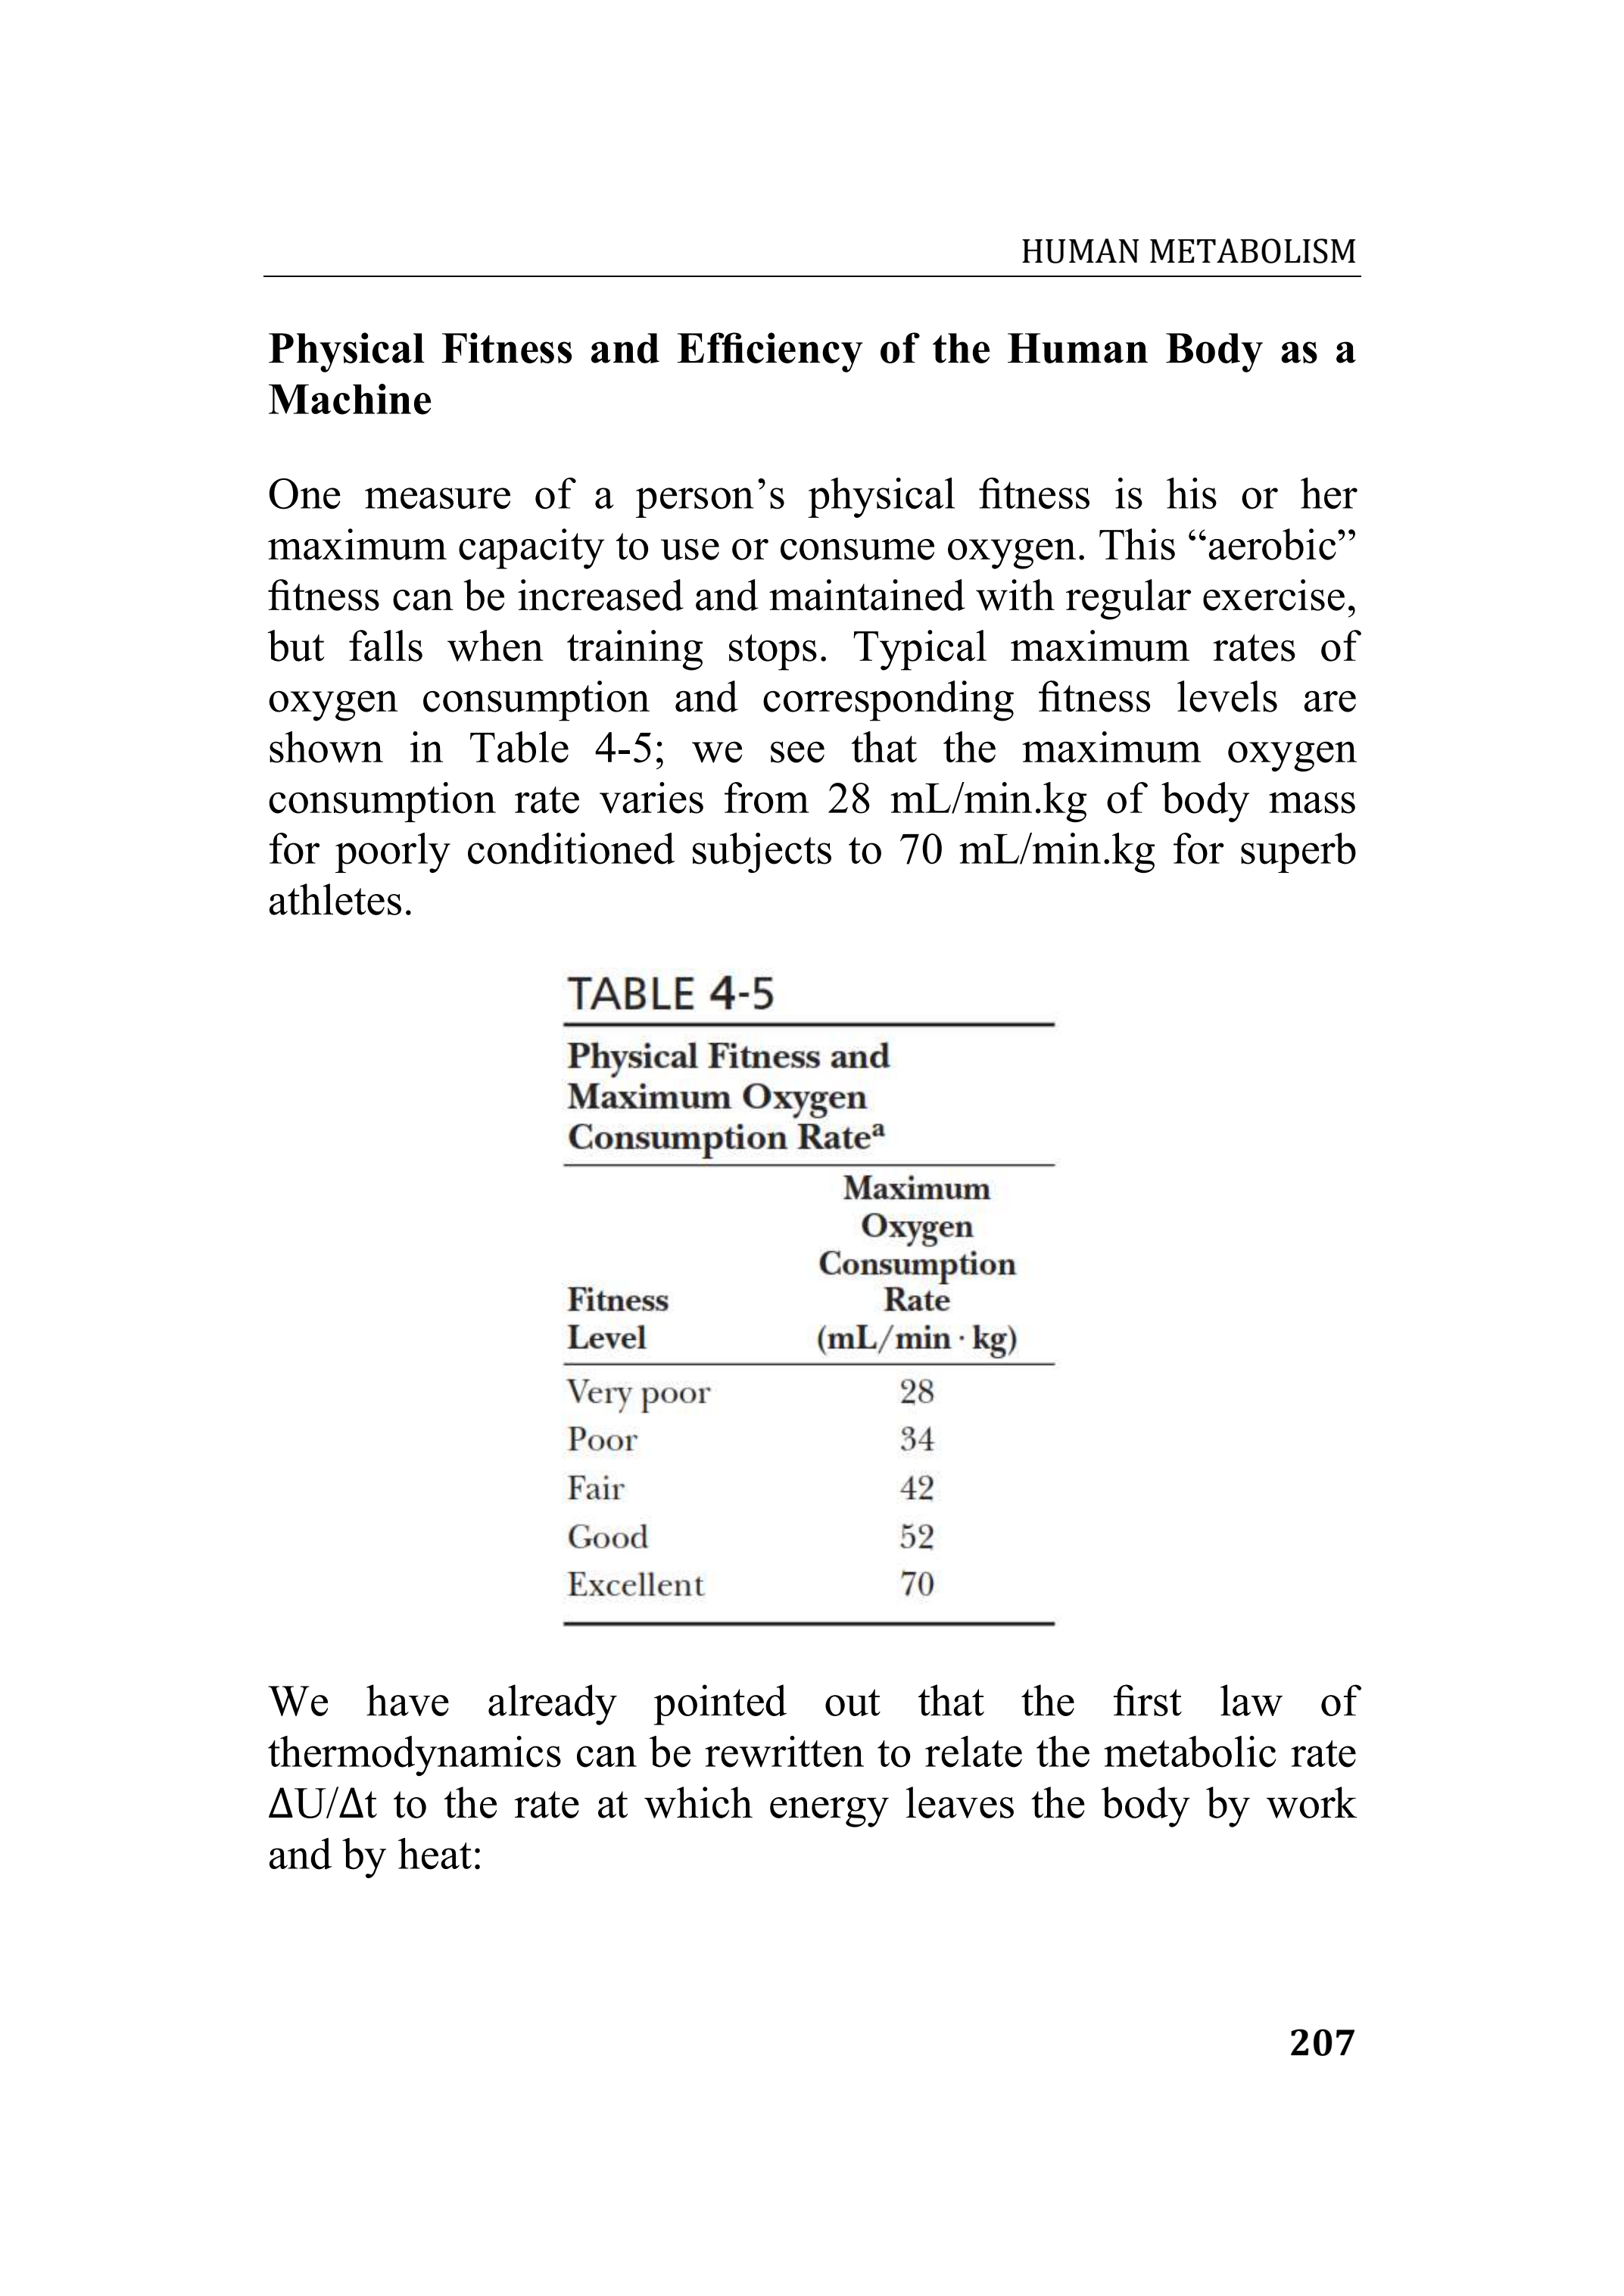 HUMAN METABOLISM
Physical Fitness and Efficiency of the Human Body as a
Machine
One measure of a person’s physical fitness is his or her
maximum capacity to use or consume oxygen. This “aerobic”
fitness can be increased and maintained with regular exercise,
but falls when training stops. Typical maximum rates of
oxygen consumption and corresponding fitness levels are
shown in Table 4-5; we see that the maximum oxygen
consumption rate varies from 28 mL/min.kg of body mass
for poorly conditioned subjects to 70 mL/min.kg for superb
athletes.
TABLE 4-5
Physical Fitness and
Maximum Oxygen
Consumption Rateᵃ
Maximum
Oxygen
Consumption
Fitness Rate
Level (mL/min · kg)
Very poor 28
Poor 34
Fair 42
Good 52
Excellent 70
We have already pointed out that the first law of
thermodynamics can be rewritten to relate the metabolic rate
ΔU/Δt to the rate at which energy leaves the body by work
and by heat:
207